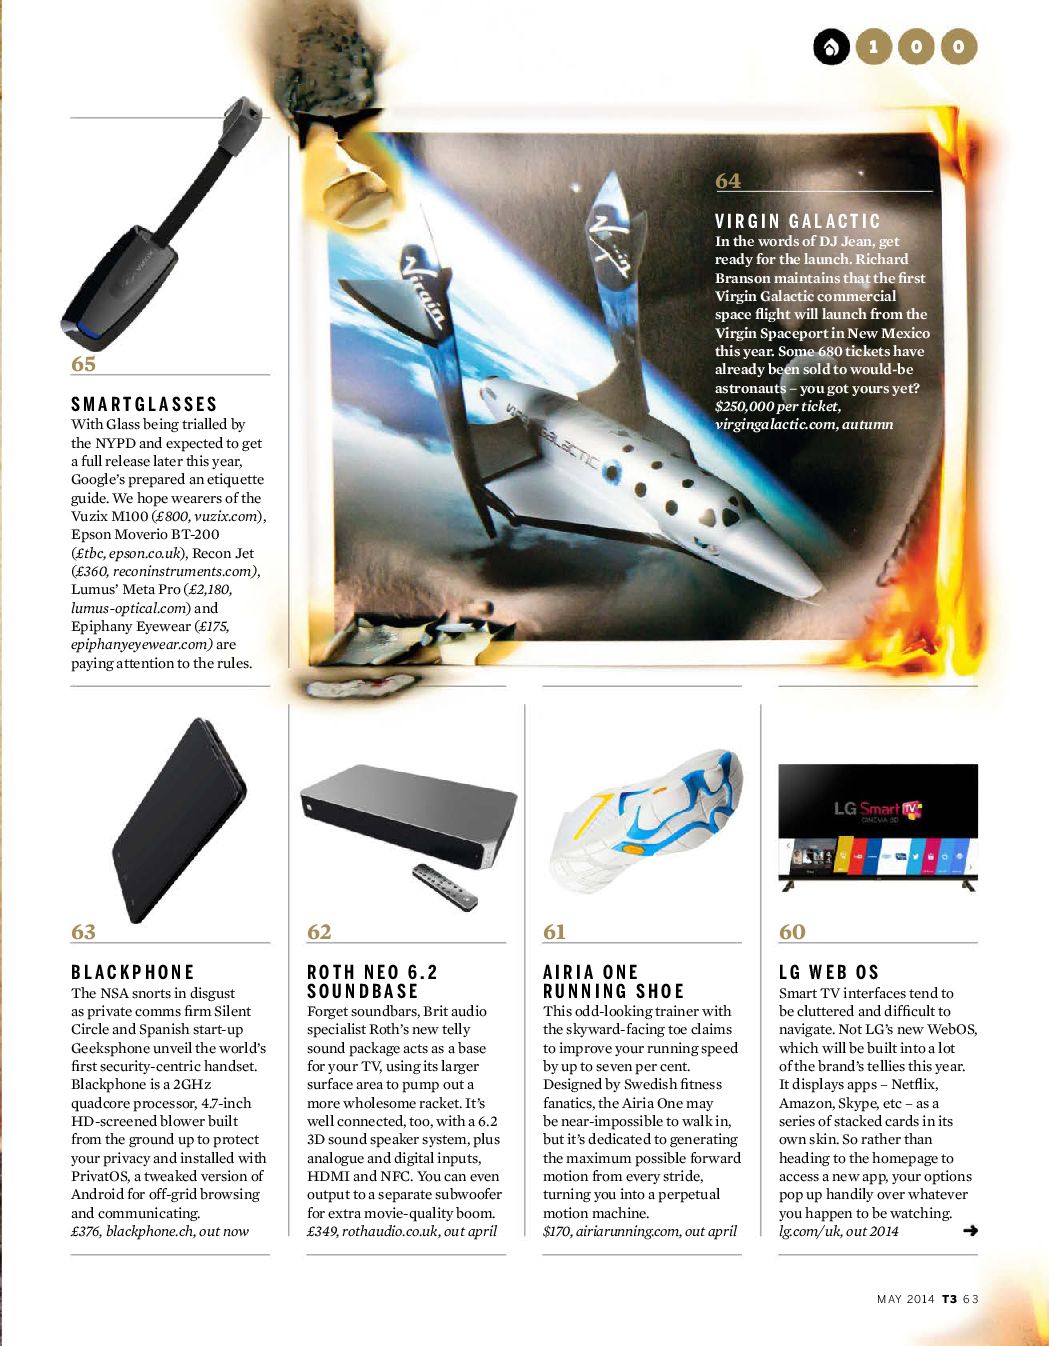 100
64
VIRGIN GALACTIC
In the words of DJ Jean, get
ready for the launch. Richard
Branson maintains that the first
Virgin Galactic commercial
space flight will launch from the
Virgin Spaceport in New Mexico
this year. Some 680 tickets have
already been sold to would-be
astronauts – you got yours yet?
$250,000 per ticket,
virgingalactic.com, autumn
Virgin
Virgin
VIRGIN GALACTIC
VUZIX
65
SMARTGLASSES
With Glass being trialled by
the NYPD and expected to get
a full release later this year,
Google's prepared an etiquette
guide. We hope wearers of the
Vuzix M100 (£800, vuzix.com),
Epson Moverio BT-200
(£tbc, epson.co.uk), Recon Jet
(£360, reconinstruments.com),
Lumus' Meta Pro (£2,180,
lumus-optical.com) and
Epiphany Eyewear (£175,
epiphanyeyewear.com) are
paying attention to the rules.
63
BLACKPHONE
The NSA snorts in disgust
as private comms firm Silent
Circle and Spanish start-up
Geeksphone unveil the world's
first security-centric handset.
Blackphone is a 2GHz
quadcore processor, 4.7-inch
HD-screened blower built
from the ground up to protect
your privacy and installed with
PrivatOS, a tweaked version of
Android for off-grid browsing
and communicating.
£376, blackphone.ch, out now
62
ROTH NEO 6.2
SOUNDBASE
Forget soundbars, Brit audio
specialist Roth's new telly
sound package acts as a base
for your TV, using its larger
surface area to pump out a
more wholesome racket. It's
well connected, too, with a 6.2
3D sound speaker system, plus
analogue and digital inputs,
HDMI and NFC. You can even
output to a separate subwoofer
for extra movie-quality boom.
£349, rothaudio.co.uk, out april
61
AIRIA ONE
RUNNING SHOE
This odd-looking trainer with
the skyward-facing toe claims
to improve your running speed
by up to seven per cent.
Designed by Swedish fitness
fanatics, the Airia One may
be near-impossible to walk in,
but it's dedicated to generating
the maximum possible forward
motion from every stride,
turning you into a perpetual
motion machine.
$170, airiarunning.com, out april
LG Smart TV
CINEMA 3D
60
LG WEB OS
Smart TV interfaces tend to
be cluttered and difficult to
navigate. Not LG's new WebOS,
which will be built into a lot
of the brand's tellies this year.
It displays apps – Netflix,
Amazon, Skype, etc – as a
series of stacked cards in its
own skin. So rather than
heading to the homepage to
access a new app, your options
pop up handily over whatever
you happen to be watching.
lg.com/uk, out 2014
MAY 2014 T3 63